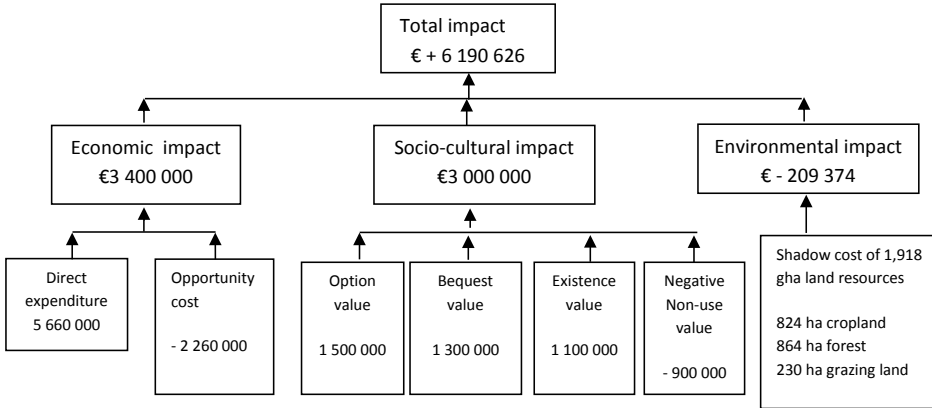 Total impact
€ + 6 190 626
Economic impact
€3 400 000
Socio-cultural impact
€3 000 000
Environmental impact
€ - 209 374
Direct
expenditure
5 660 000
Opportunity
cost
- 2 260 000
Option
value
1 500 000
Bequest
value
1 300 000
Existence
value
1 100 000
Negative
Non-use
value
- 900 000
Shadow cost of 1,918
gha land resources
824 ha cropland
864 ha forest
230 ha grazing land